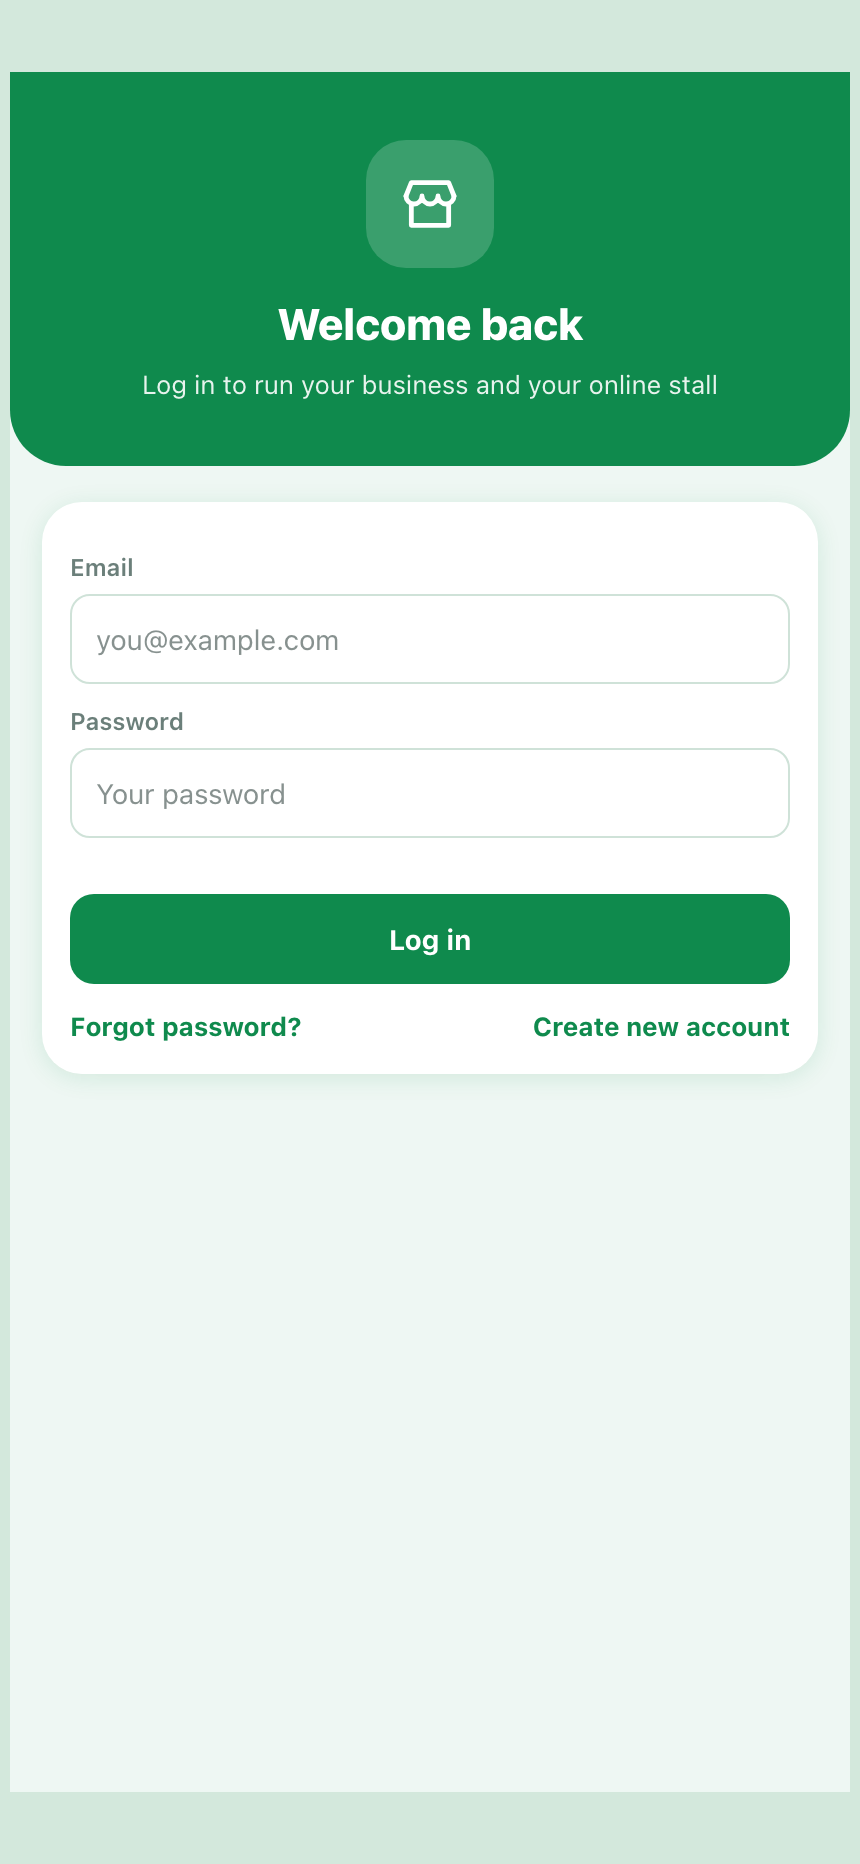 Welcome back
Log in to run your business and your online stall
Email
you@example.com
Password
Your password
Log in
Forgot password?
Create new account